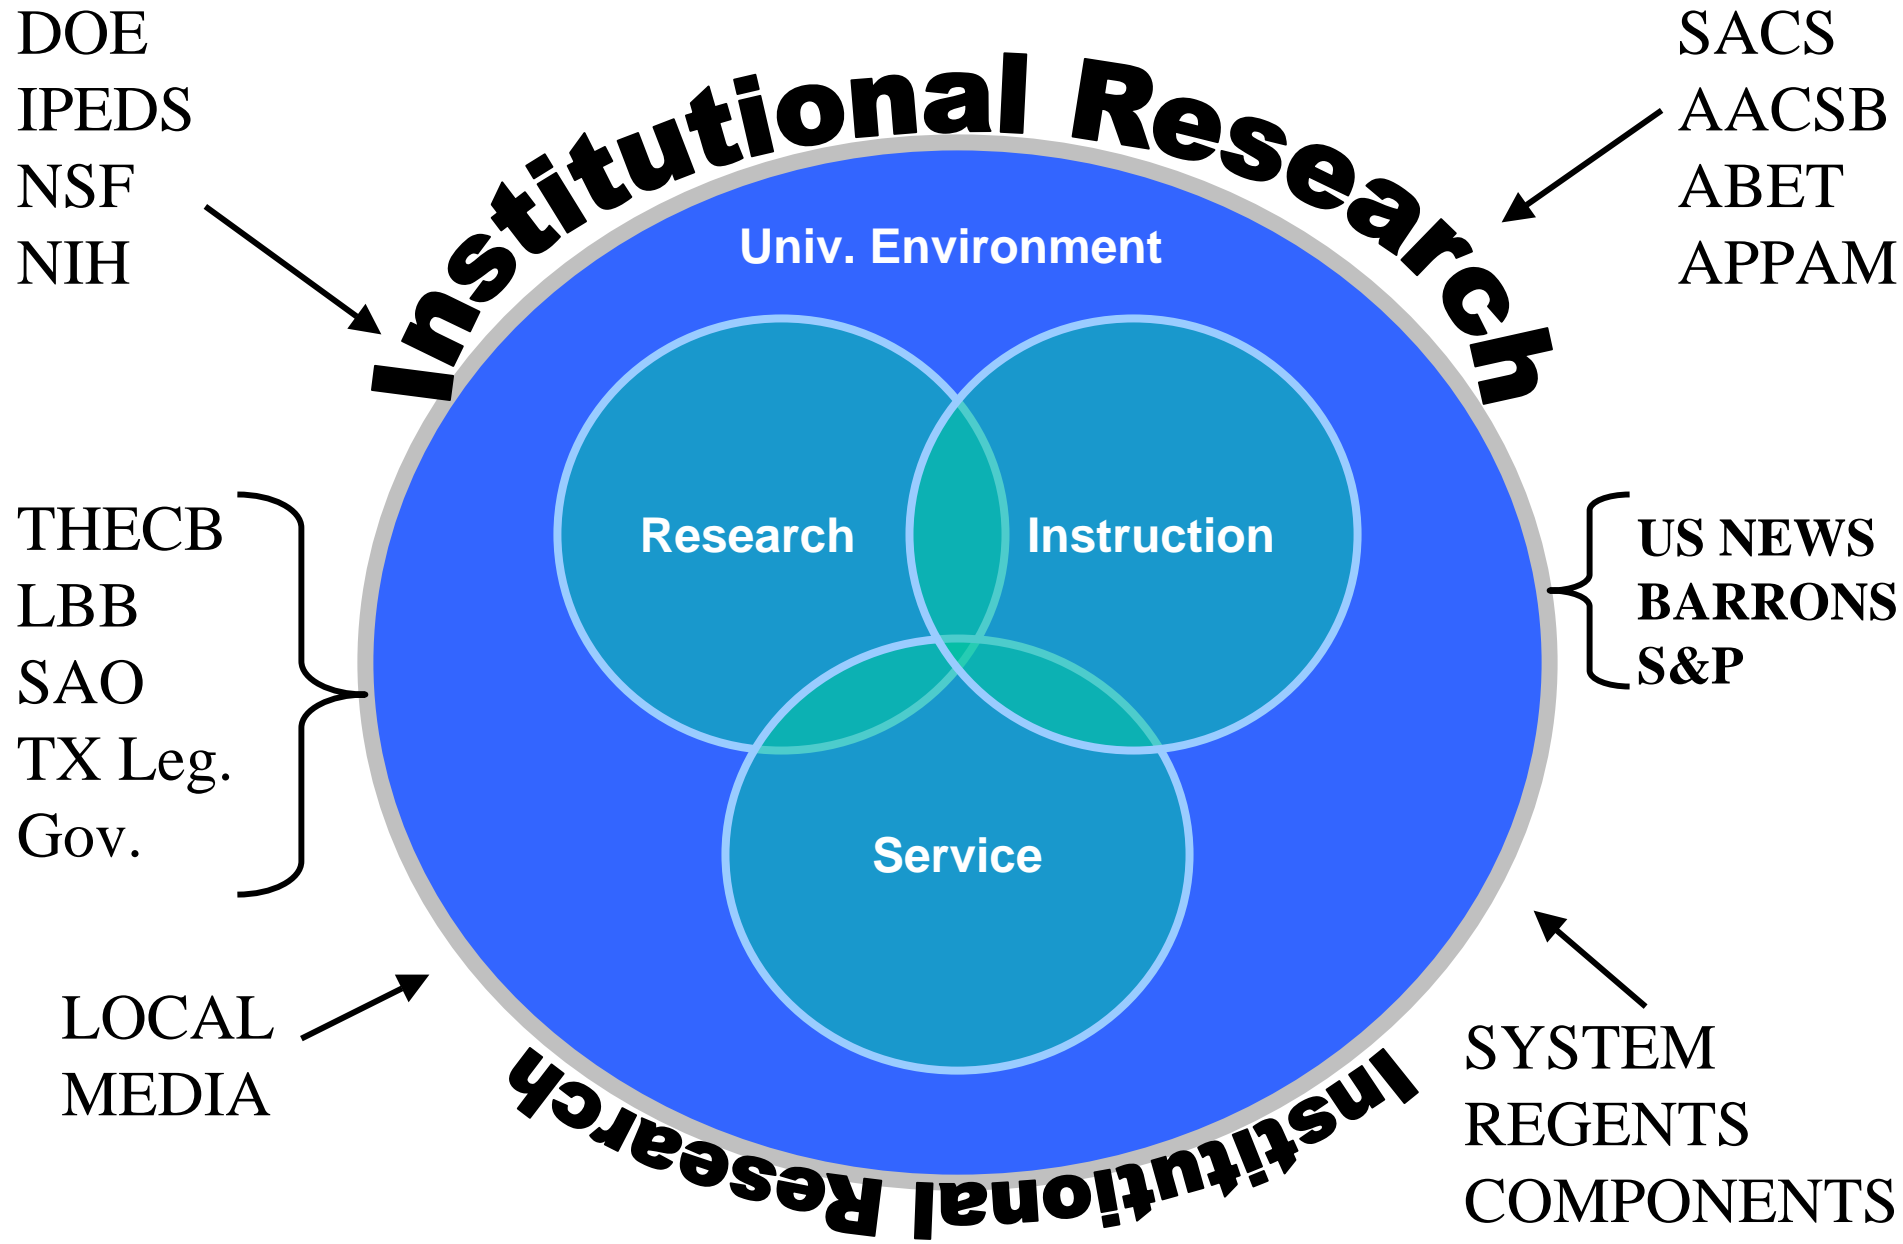 DOE
IPEDS
NSF
NIH
Institutional Research
SACS
AACSB
ABET
APPAM
Univ. Environment
Research
Instruction
Service
THECB
LBB
SAO
TX Leg.
Gov.
US NEWS
BARRONS
S&P
LOCAL
MEDIA
SYSTEM
REGENTS
COMPONENTS
Institutional Research